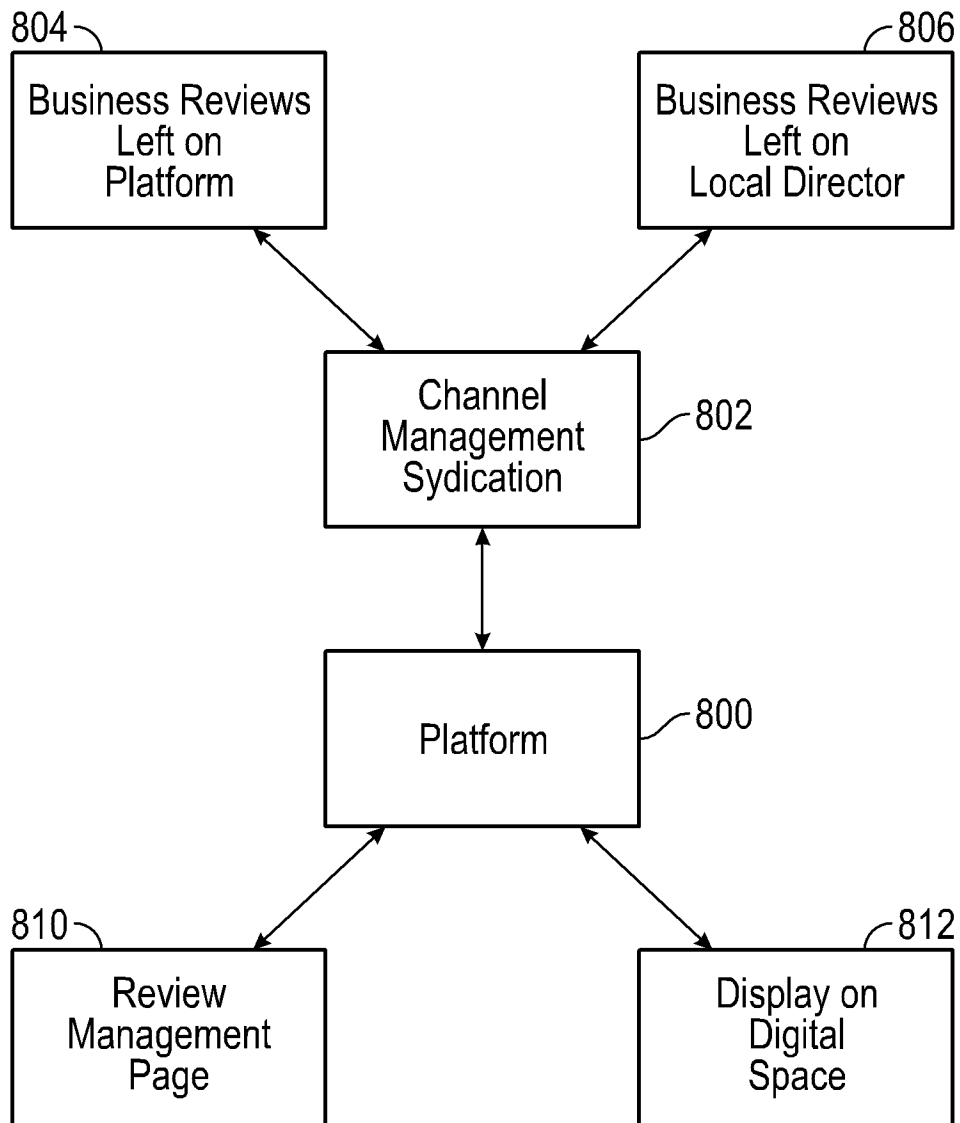 804
806
Business Reviews
Left on
Platform
Business Reviews
Left on
Local Director
Channel
Management
Sydication
802
Platform
800
810
812
Review
Management
Page
Display on
Digital
Space